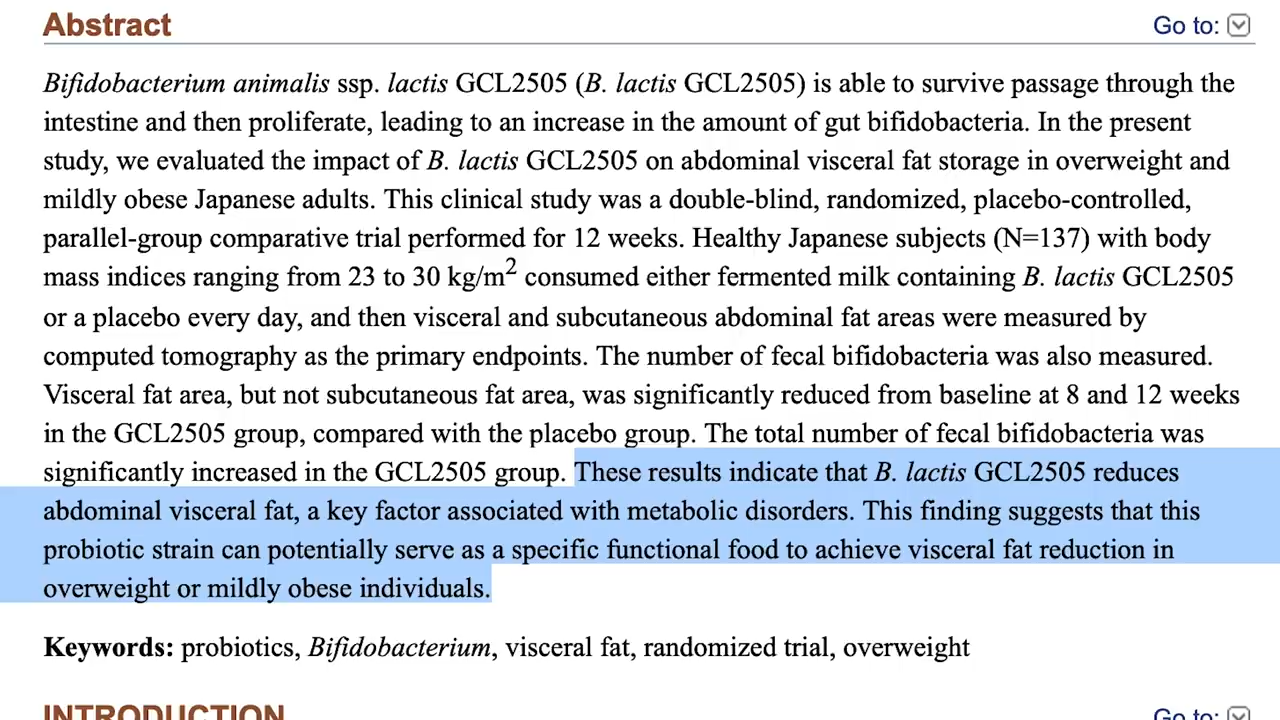 Abstract
Go to:
Bifidobacterium animalis ssp. lactis GCL2505 (B. lactis GCL2505) is able to survive passage through the
intestine and then proliferate, leading to an increase in the amount of gut bifidobacteria. In the present
study, we evaluated the impact of B. lactis GCL2505 on abdominal visceral fat storage in overweight and
mildly obese Japanese adults. This clinical study was a double-blind, randomized, placebo-controlled,
parallel-group comparative trial performed for 12 weeks. Healthy Japanese subjects (N=137) with body
mass indices ranging from 23 to 30 kg/m² consumed either fermented milk containing B. lactis GCL2505
or a placebo every day, and then visceral and subcutaneous abdominal fat areas were measured by
computed tomography as the primary endpoints. The number of fecal bifidobacteria was also measured.
Visceral fat area, but not subcutaneous fat area, was significantly reduced from baseline at 8 and 12 weeks
in the GCL2505 group, compared with the placebo group. The total number of fecal bifidobacteria was
significantly increased in the GCL2505 group. These results indicate that B. lactis GCL2505 reduces
abdominal visceral fat, a key factor associated with metabolic disorders. This finding suggests that this
probiotic strain can potentially serve as a specific functional food to achieve visceral fat reduction in
overweight or mildly obese individuals.
Keywords: probiotics, Bifidobacterium, visceral fat, randomized trial, overweight
INTRODUCTION
Go to: